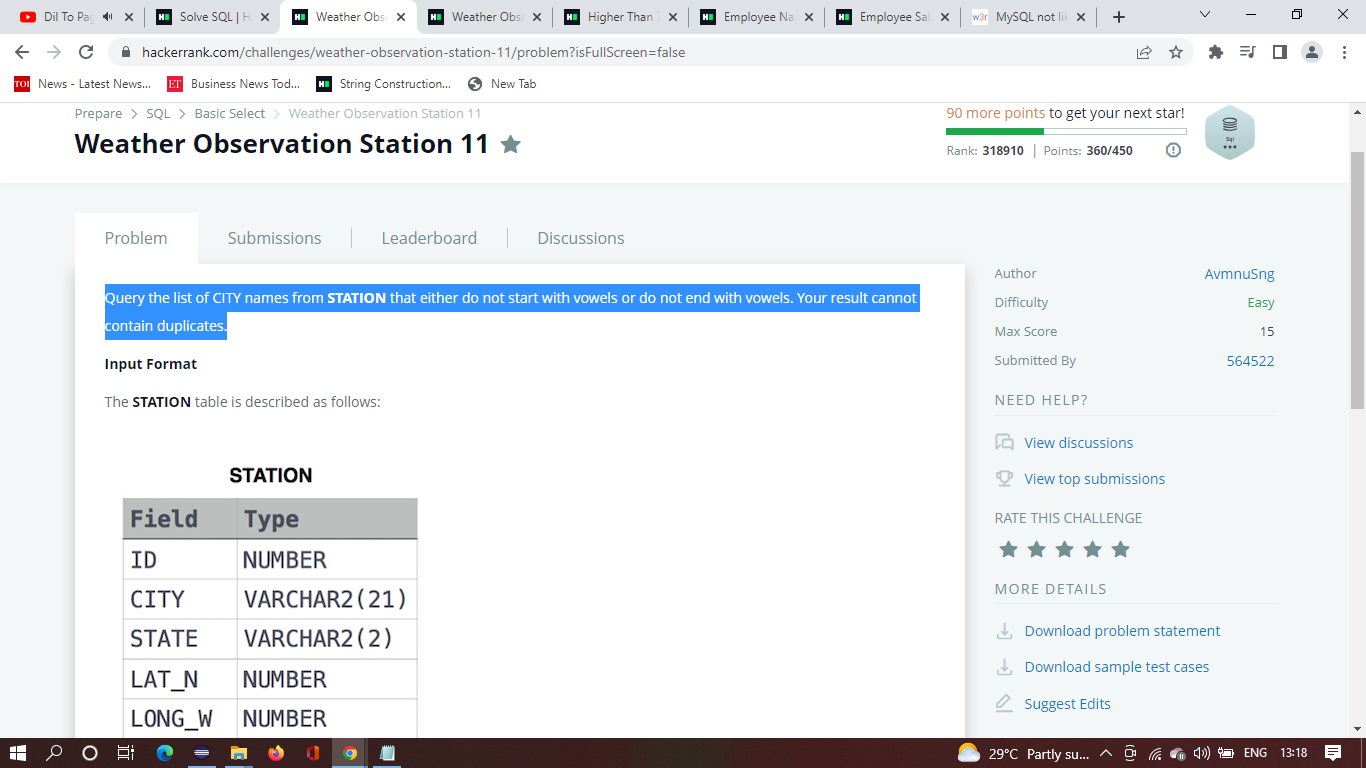 Dil To Pag
Solve SQL | H
Weather Obs
Weather Obs
Higher Than 7
Employee Na
Employee Sal
w3r
MySQL not lik
hackerrank.com/challenges/weather-observation-station-11/problem?isFullScreen=false
TOI
News - Latest News...
ET
Business News Tod...
String Construction...
New Tab
Prepare > SQL > Basic Select > Weather Observation Station 11
Weather Observation Station 11
90 more points to get your next star!
Rank: 318910 | Points: 360/450
Sql
Problem
Submissions
Leaderboard
Discussions
Query the list of CITY names from STATION that either do not start with vowels or do not end with vowels. Your result cannot
contain duplicates.
Input Format
The STATION table is described as follows:
STATION
Field Type
ID NUMBER
CITY VARCHAR2(21)
STATE VARCHAR2(2)
LAT_N NUMBER
LONG_W NUMBER
Author AvmnuSng
Difficulty Easy
Max Score 15
Submitted By 564522
NEED HELP?
View discussions
View top submissions
RATE THIS CHALLENGE
MORE DETAILS
Download problem statement
Download sample test cases
Suggest Edits
29°C Partly su...
ENG
13:18